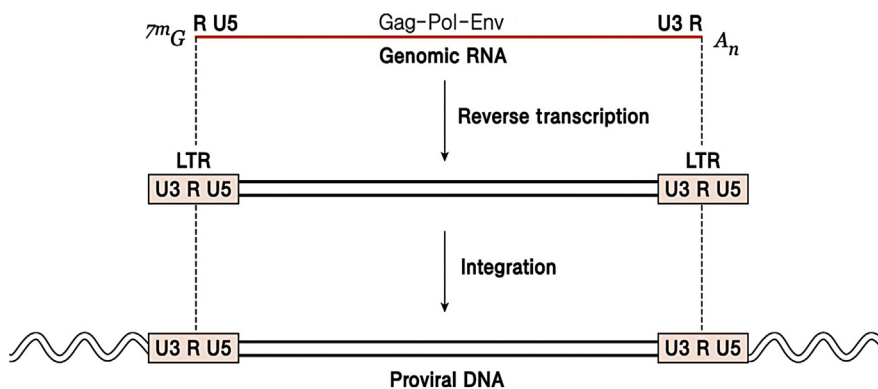 R U5 Gag-Pol-Env U3 R
7mG An
Genomic RNA
Reverse transcription
LTR LTR
U3 R U5 U3 R U5
Integration
U3 R U5 U3 R U5
Proviral DNA